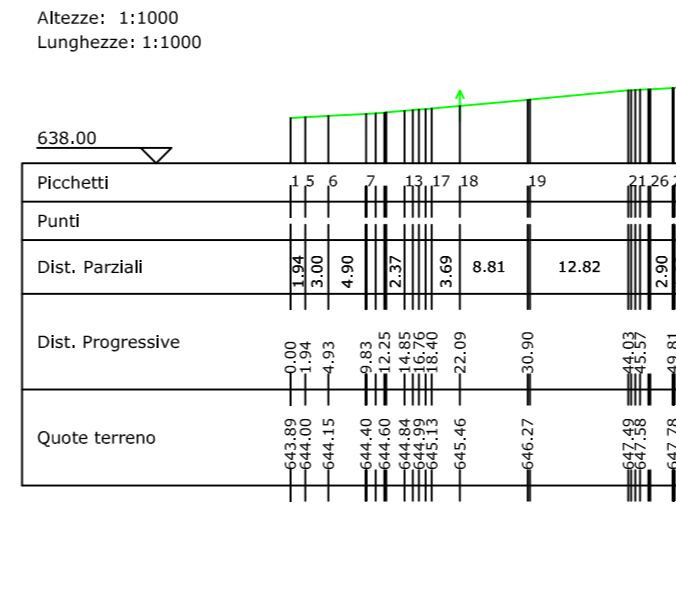 Altezze: 1:1000
Lunghezze: 1:1000
638.00
Picchetti 1 5 6 7 13 17 18 19 21 26
Punti
Dist. Parziali 1.94 3.00 4.90 2.37 3.69 8.81 12.82 2.90
Dist. Progressive 0.00 1.94 4.93 9.83 12.25 14.85 16.76 18.40 22.09 30.90 44.03 45.57 49.81
Quote terreno 643.89 644.00 644.15 644.40 644.60 644.84 644.99 645.13 645.46 646.27 647.49 647.58 647.78